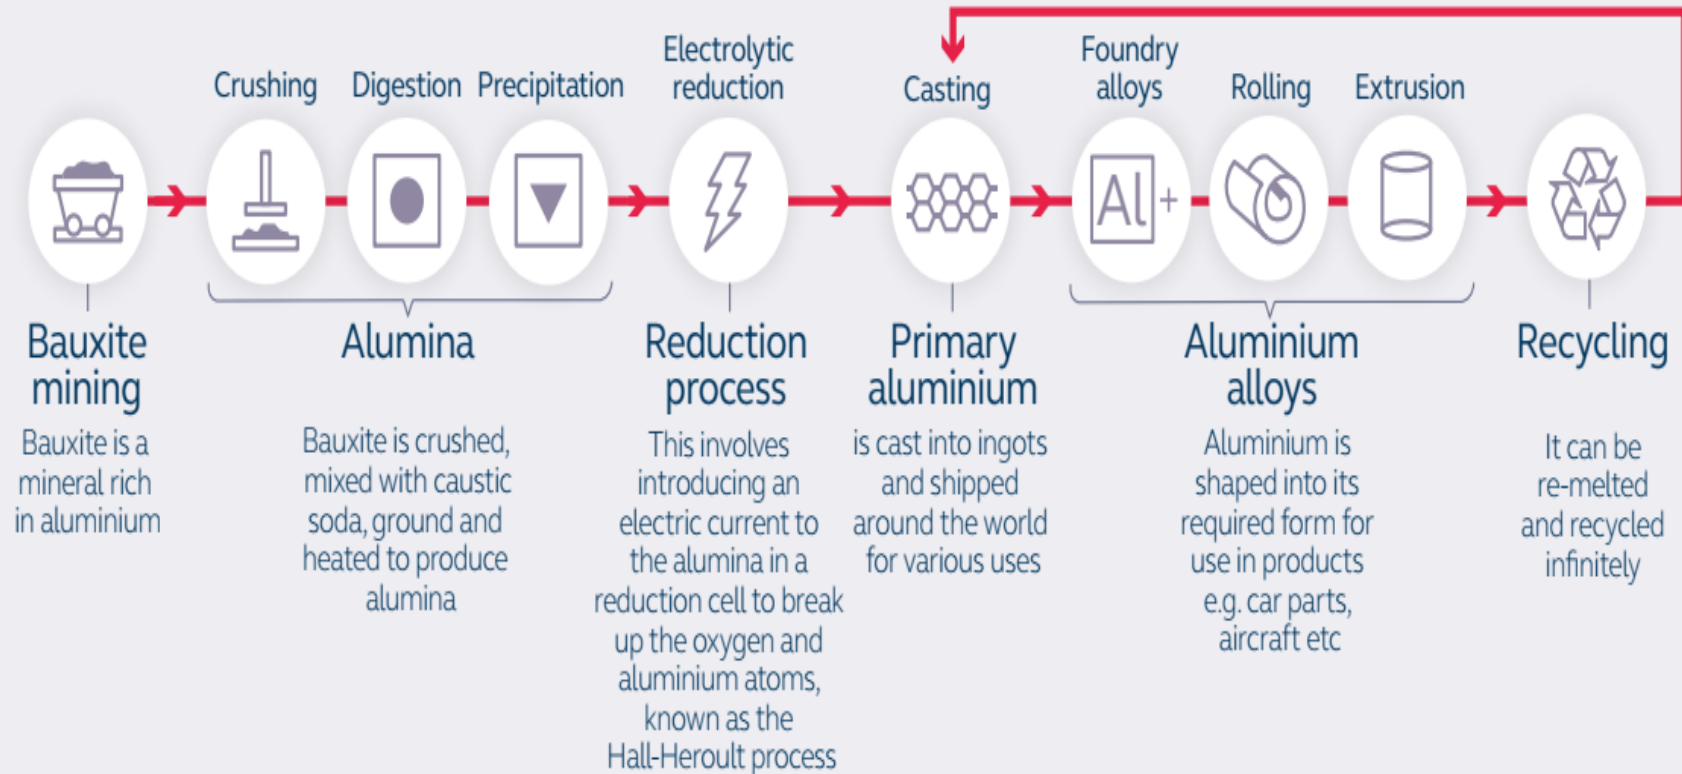 Crushing
Digestion
Precipitation
Electrolytic
reduction
Casting
Foundry
alloys
Rolling
Extrusion
Al+
Bauxite
mining
Bauxite is a
mineral rich
in aluminium
Alumina
Bauxite is crushed,
mixed with caustic
soda, ground and
heated to produce
alumina
Reduction
process
This involves
introducing an
electric current to
the alumina in a
reduction cell to break
up the oxygen and
aluminium atoms,
known as the
Hall-Heroult process
Primary
aluminium
is cast into ingots
and shipped
around the world
for various uses
Aluminium
alloys
Aluminium is
shaped into its
required form for
use in products
e.g. car parts,
aircraft etc
Recycling
It can be
re-melted
and recycled
infinitely